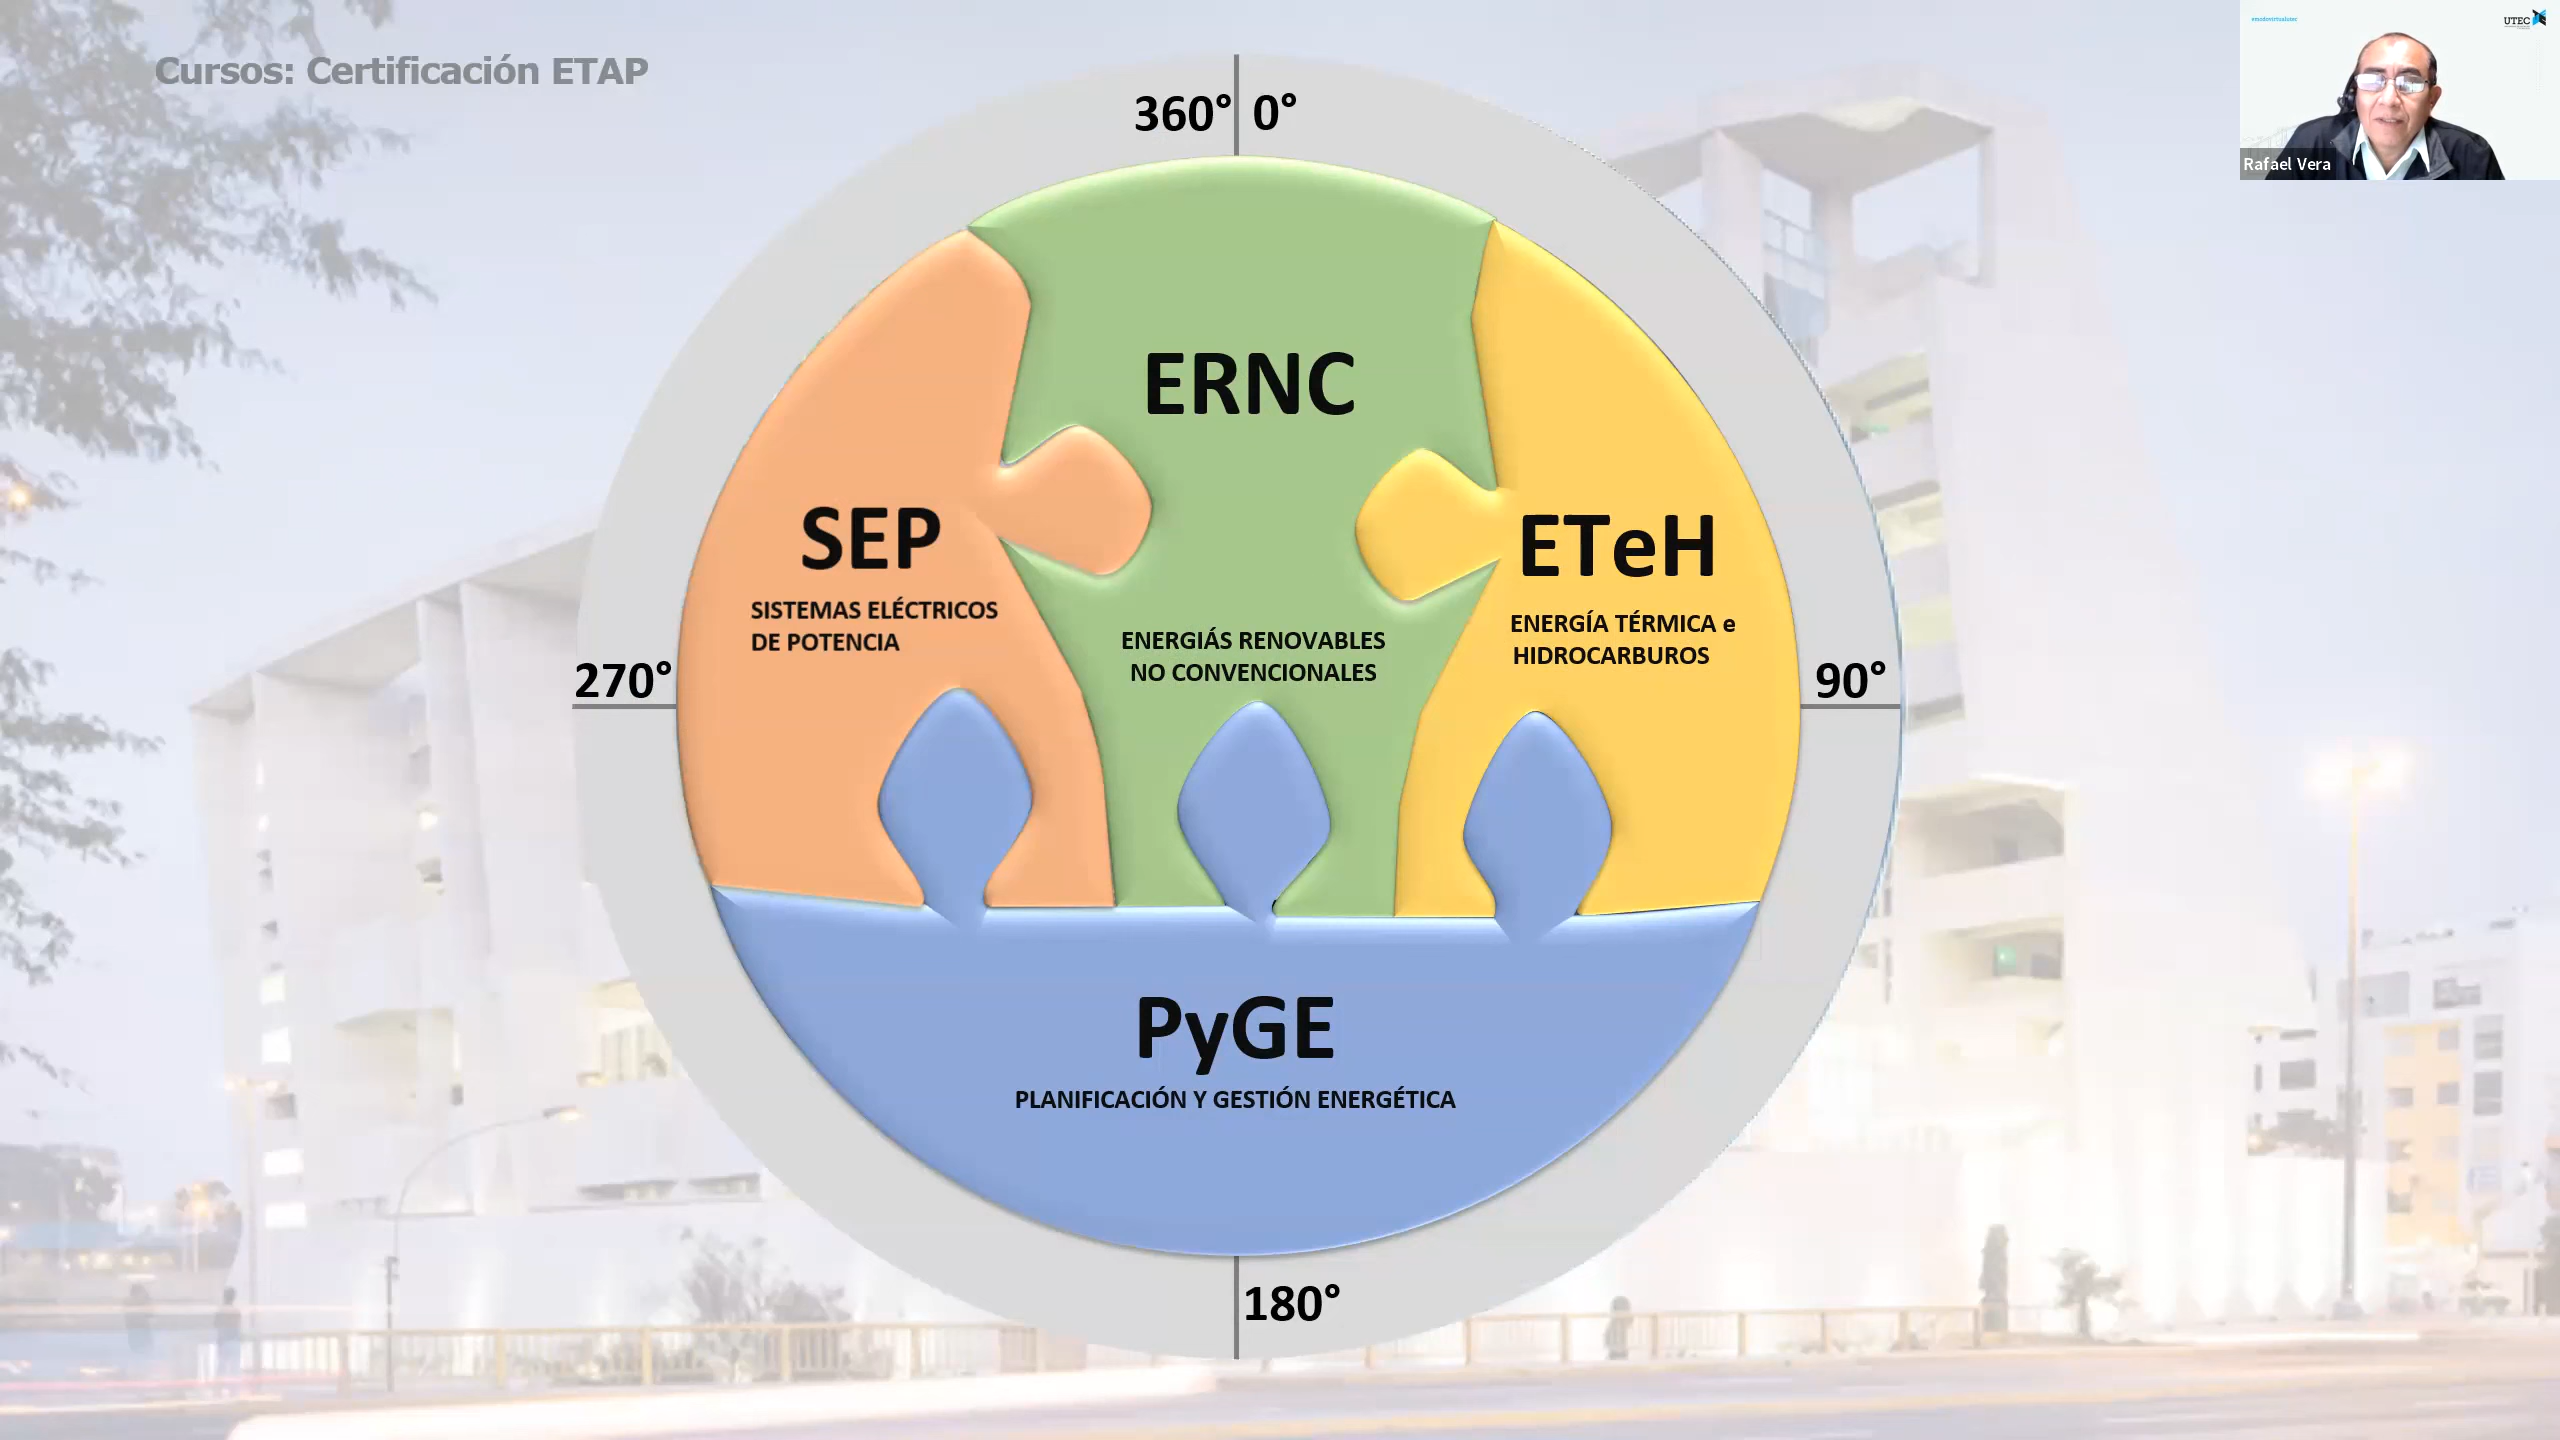 Cursos: Certificación ETAP
#modovirtualutec
UTEC
Rafael Vera
360° 0°
ERNC
SEP
SISTEMAS ELÉCTRICOS
DE POTENCIA
ENERGIÁS RENOVABLES
NO CONVENCIONALES
ETeH
ENERGÍA TÉRMICA e
HIDROCARBUROS
270°
90°
PyGE
PLANIFICACIÓN Y GESTIÓN ENERGÉTICA
180°